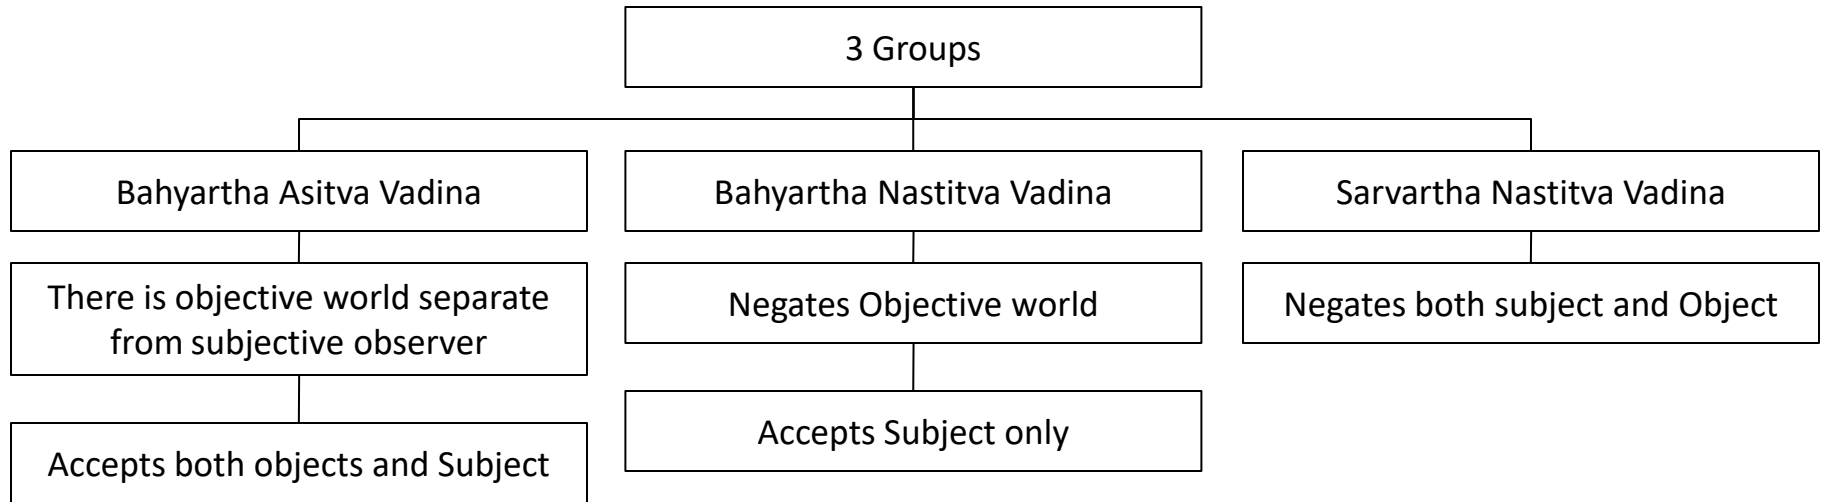 3 Groups
Bahyartha Asitva Vadina
Bahyartha Nastitva Vadina
Sarvartha Nastitva Vadina
There is objective world separate
from subjective observer
Negates Objective world
Negates both subject and Object
Accepts both objects and Subject
Accepts Subject only